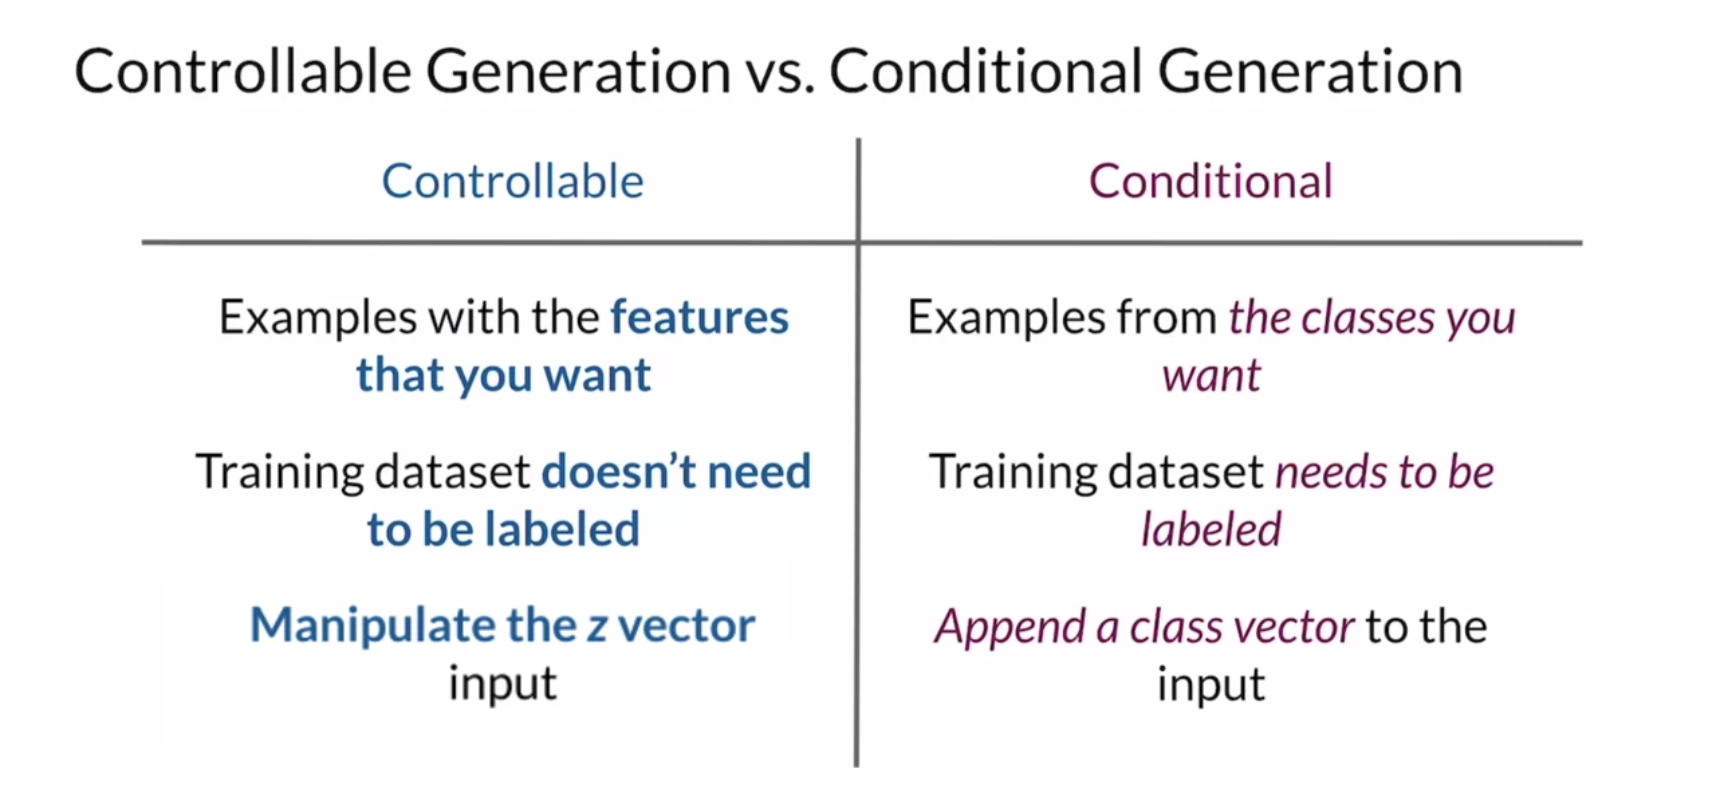 Controllable Generation vs. Conditional Generation
Controllable
Conditional
Examples with the features
that you want
Examples from the classes you
want
Training dataset doesn't need
to be labeled
Training dataset needs to be
labeled
Manipulate the z vector
input
Append a class vector to the
input